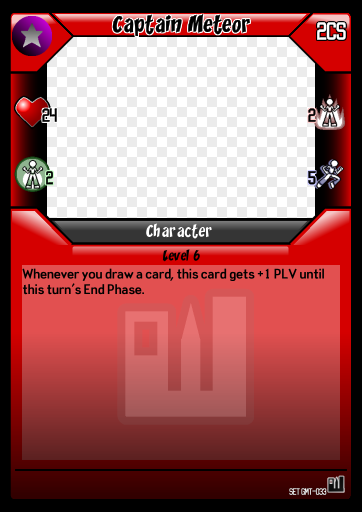 Captain Meteor
2CS
24
2
2
5
Character
Level 6
Whenever you draw a card, this card gets +1 PLV until
this turn's End Phase.
SET GMT-033